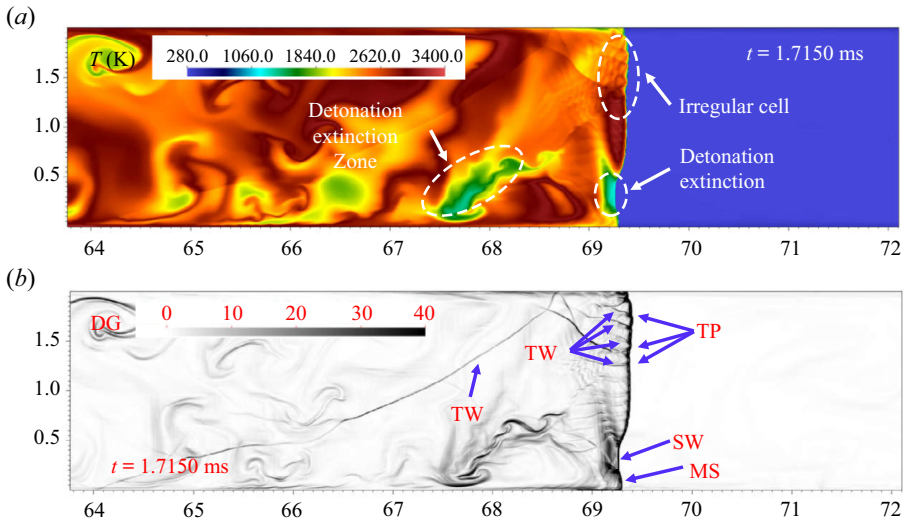 (a)
T (K)
280.0 1060.0 1840.0 2620.0 3400.0
t = 1.7150 ms
Detonation
extinction
Zone
Irregular cell
Detonation
extinction
1.5
1.0
0.5
64 65 66 67 68 69 70 71 72
(b)
DG
0 10 20 30 40
TW
TP
TW
SW
MS
t = 1.7150 ms
1.5
1.0
0.5
64 65 66 67 68 69 70 71 72